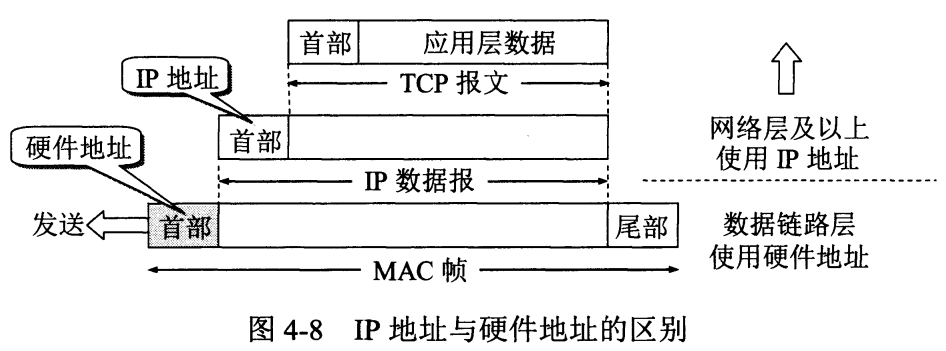 首部 应用层数据
TCP 报文
IP 地址
首部
硬件地址
IP 数据报
网络层及以上
使用 IP 地址
发送
首部 尾部
MAC 帧
数据链路层
使用硬件地址
图 4-8 IP 地址与硬件地址的区别